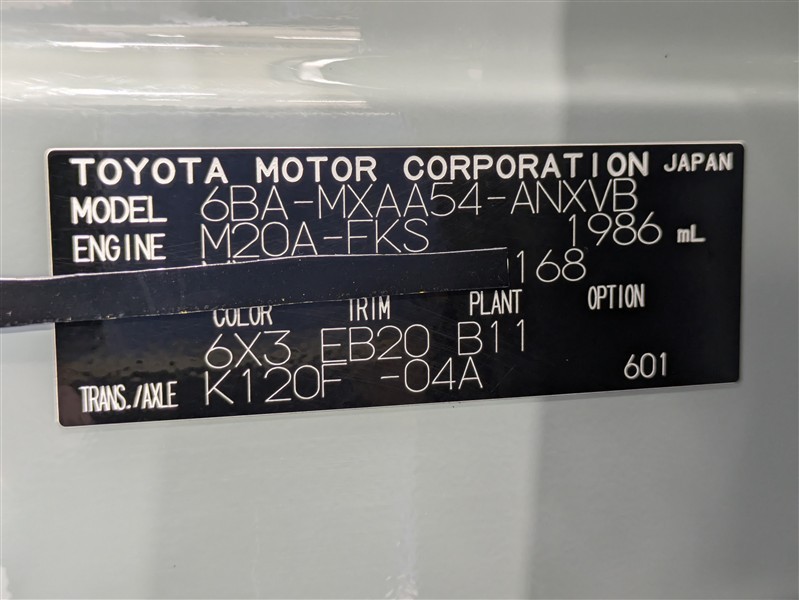 TOYOTA MOTOR CORPORATION JAPAN
MODEL 6BA-MXAA54-ANXVB
ENGINE M20A-FKS 1986 mL
168
COLOR TRIM PLANT OPTION
6X3 EB20 B11
TRANS./AXLE K120F -04A 601